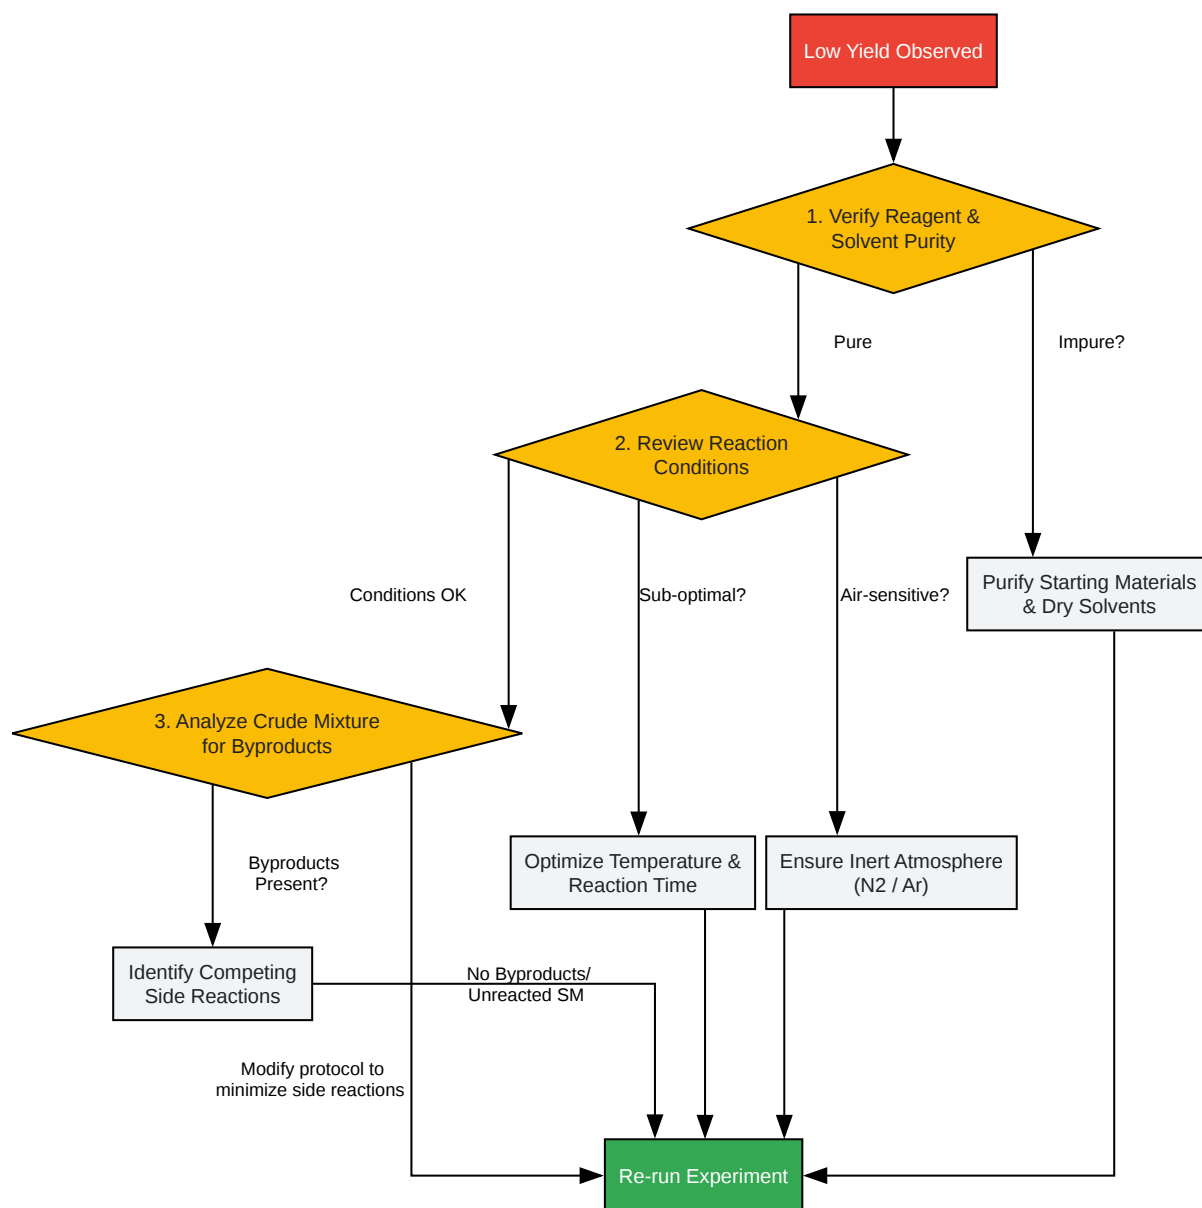 Low Yield Observed
1. Verify Reagent &
Solvent Purity
Pure
Impure?
2. Review Reaction
Conditions
Conditions OK
Sub-optimal?
Air-sensitive?
Purify Starting Materials
& Dry Solvents
3. Analyze Crude Mixture
for Byproducts
Byproducts
Present?
Optimize Temperature &
Reaction Time
Ensure Inert Atmosphere
(N2 / Ar)
Identify Competing
Side Reactions
No Byproducts/
Unreacted SM
Modify protocol to
minimize side reactions
Re-run Experiment